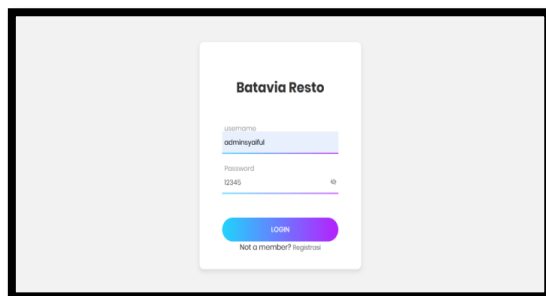 Batavia Resto
username
adminsyaiful
Password
12345
LOGIN
Not a member? Registrasi